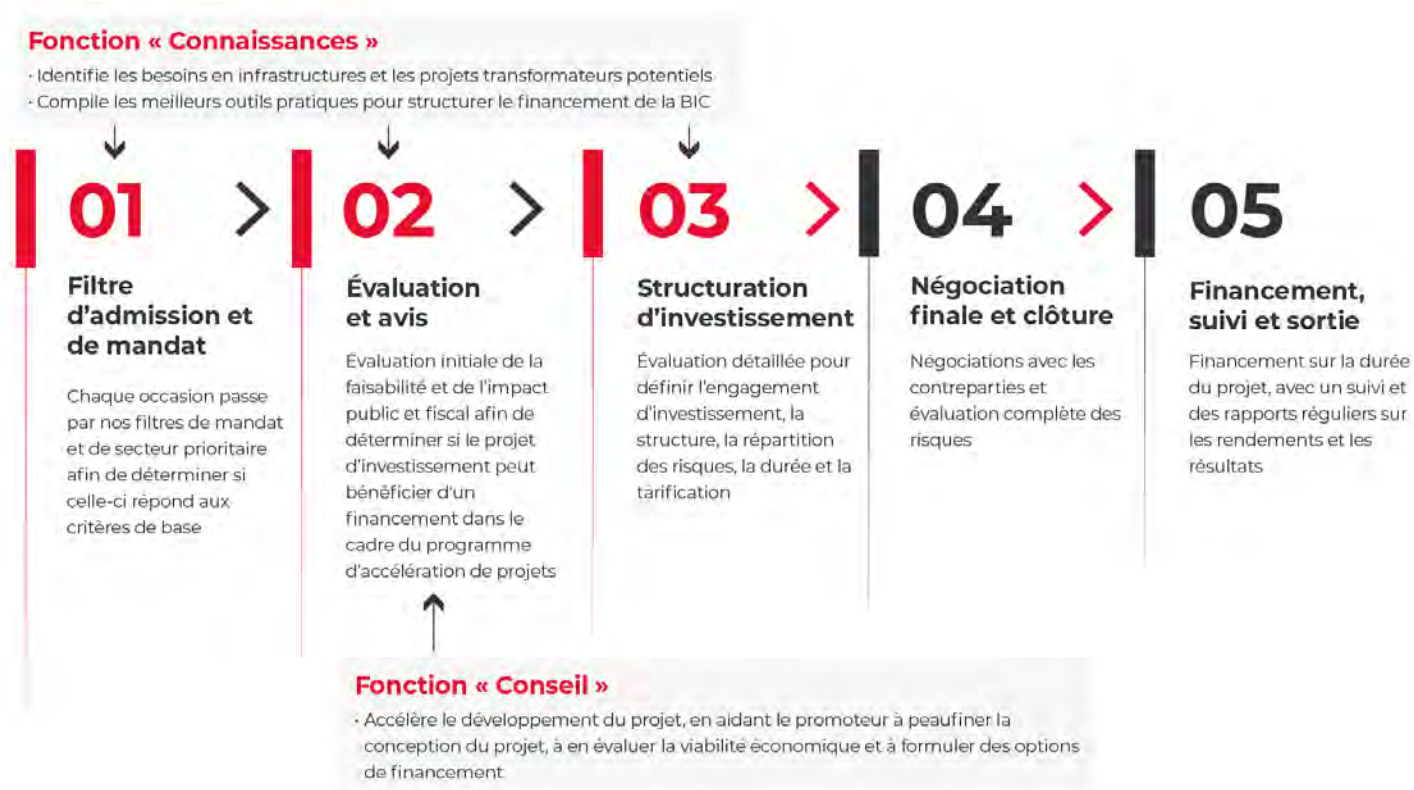 Fonction « Connaissances »
· Identifie les besoins en infrastructures et les projets transformateurs potentiels
· Compile les meilleurs outils pratiques pour structurer le financement de la BIC
01
Filtre
d'admission et
de mandat
Chaque occasion passe
par nos filtres de mandat
et de secteur prioritaire
afin de déterminer si
celle-ci répond aux
critères de base
02
Évaluation
et avis
Évaluation initiale de la
faisabilité et de l'impact
public et fiscal afin de
déterminer si le projet
d'investissement peut
bénéficier d'un
financement dans le
cadre du programme
d'accélération de projets
03
Structuration
d'investissement
Évaluation détaillée pour
définir l'engagement
d'investissement, la
structure, la répartition
des risques, la durée et la
tarification
04
Négociation
finale et clôture
Négociations avec les
contreparties et
évaluation complète des
risques
05
Financement,
suivi et sortie
Financement sur la durée
du projet, avec un suivi et
des rapports réguliers sur
les rendements et les
résultats
Fonction « Conseil »
· Accélère le développement du projet, en aidant le promoteur à peaufiner la
conception du projet, à en évaluer la viabilité économique et à formuler des options
de financement